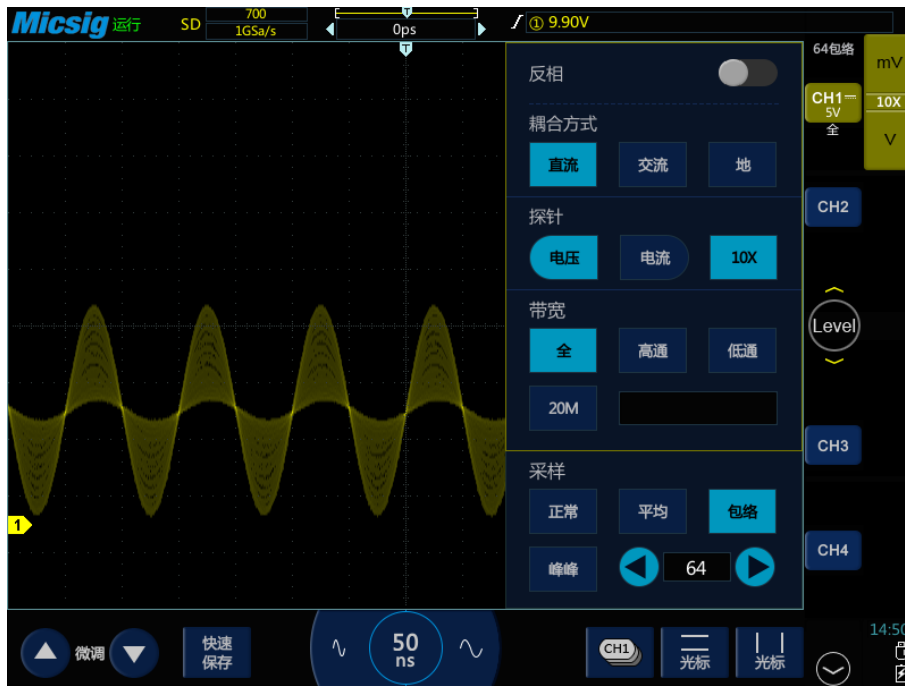 Micsig 运行 SD 700 1GSa/s T 0ps ① 9.90V
T
64包络
mV
反相
CH1
10X
5V
全
V
耦合方式
直流 交流 地
CH2
探针
电压 电流 10X
带宽
Level
全 高通 低通
20M
CH3
采样
正常 平均 包络
1
CH4
峰峰 64
14:50
微调 快速保存 50 ns CH1 光标 光标